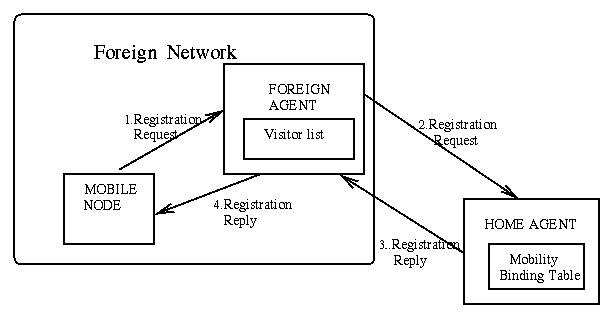 Foreign Network
FOREIGN
AGENT
Visitor list
1.Registration
Request
2.Registration
Request
MOBILE
NODE
4.Registration
Reply
3..Registration
Reply
HOME AGENT
Mobility
Binding Table